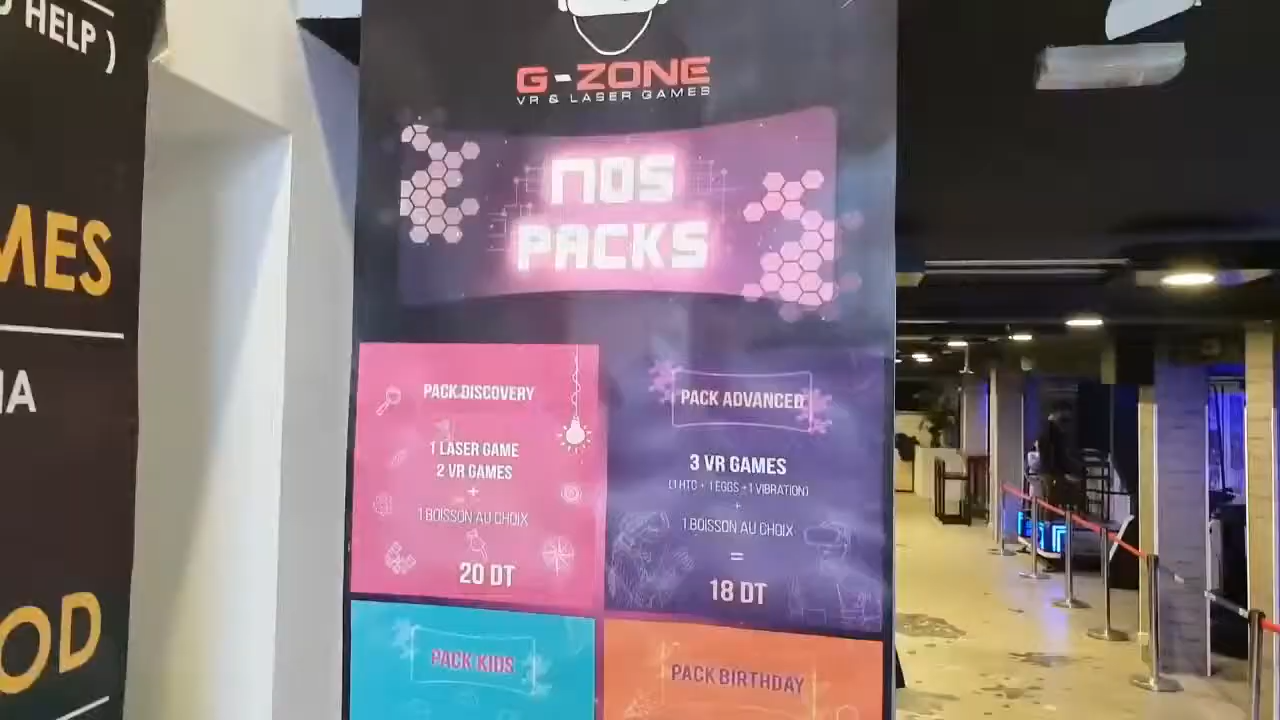 HELP )
MES
IA
OD
G-ZONE
VR & LASER GAMES
NOS
PACKS
PACK DISCOVERY
1 LASER GAME
2 VR GAMES
+
1 BOISSON AU CHOIX
20 DT
PACK ADVANCED
3 VR GAMES
(1 HTC + 1 EGGS +1 VIBRATION)
+
1 BOISSON AU CHOIX
=
18 DT
PACK KIDS
PACK BIRTHDAY